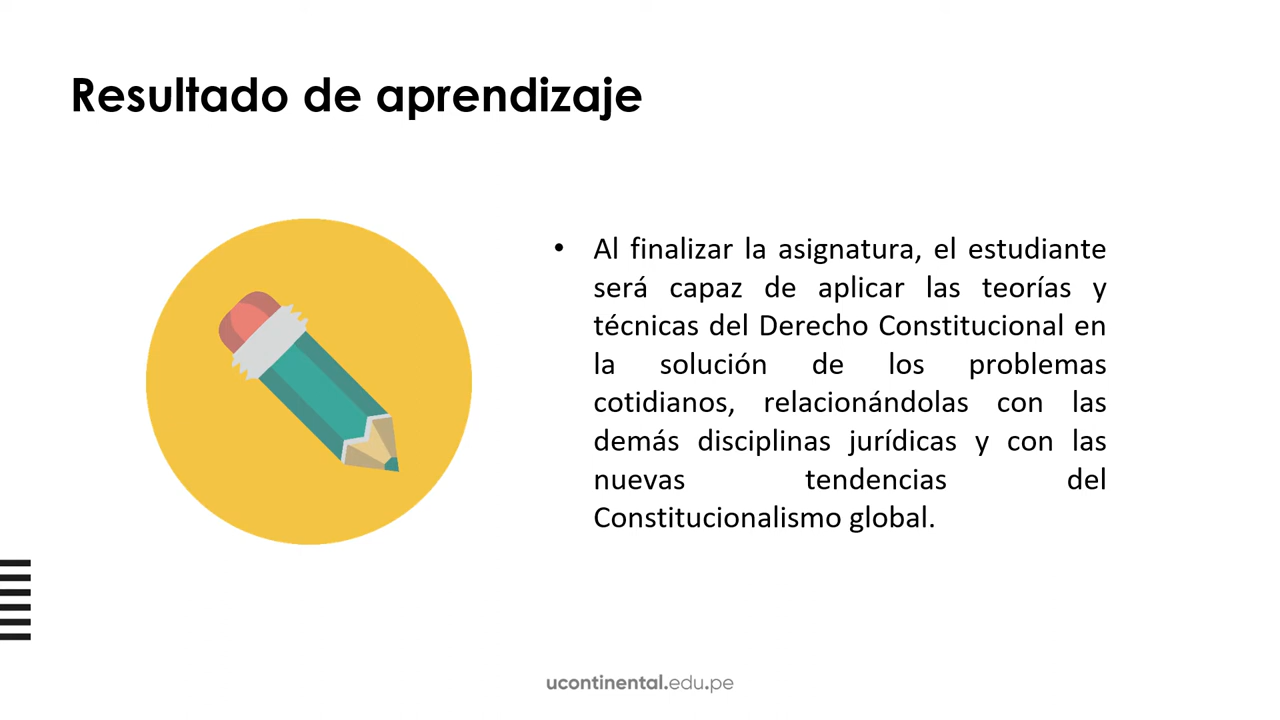 Resultado de aprendizaje
• Al finalizar la asignatura, el estudiante
será capaz de aplicar las teorías y
técnicas del Derecho Constitucional en
la solución de los problemas
cotidianos, relacionándolas con las
demás disciplinas jurídicas y con las
nuevas tendencias del
Constitucionalismo global.
ucontinental.edu.pe